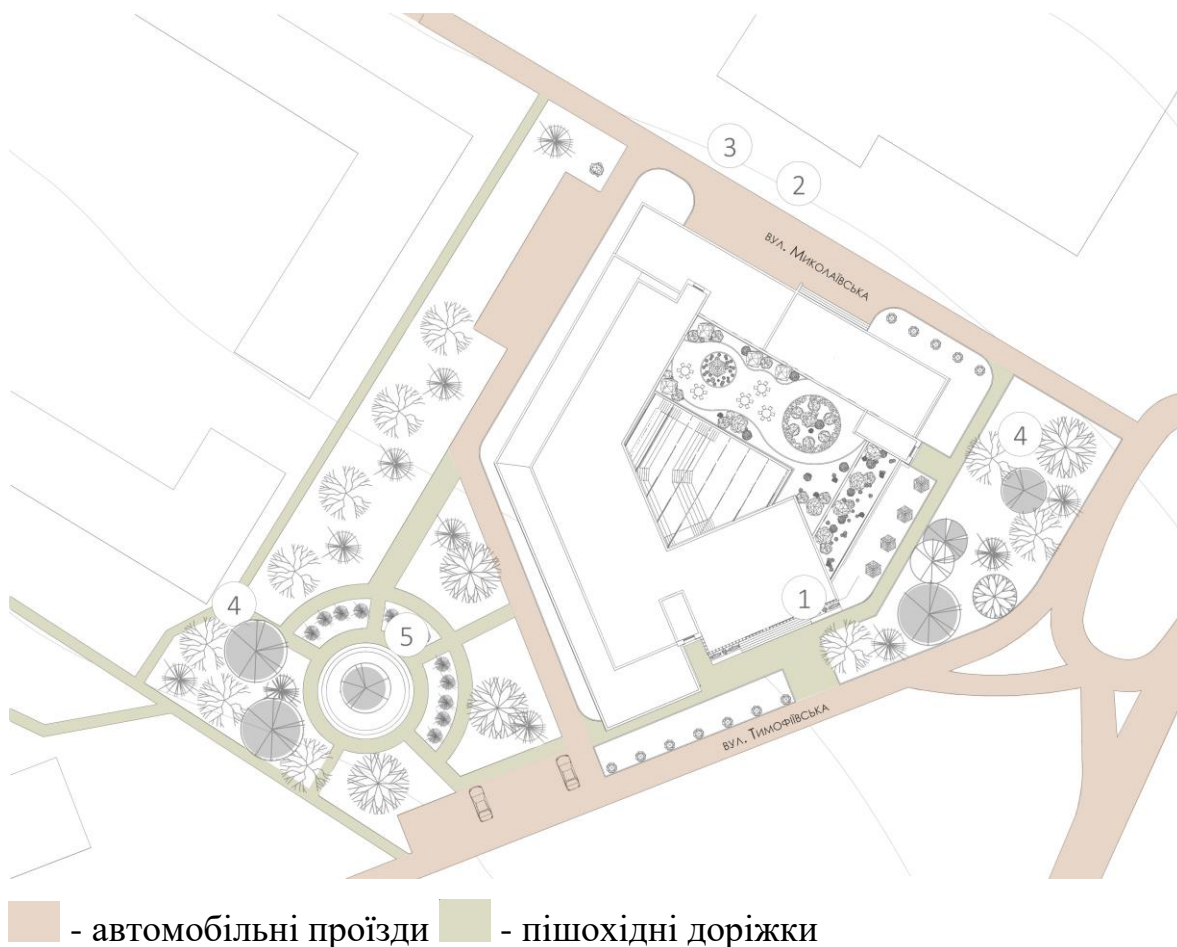 3
2
вул. Миколаївська
4
1
4
5
вул. Тимофіївська
- автомобільні проїзди - пішохідні доріжки